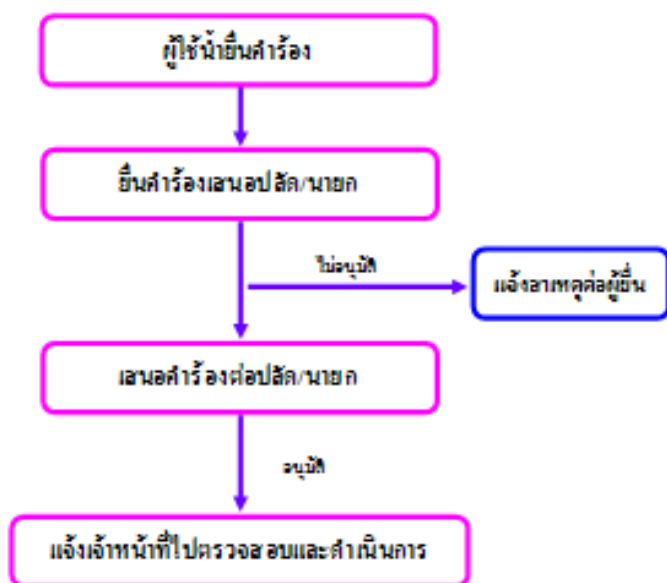 ผู้ใช้น้ำยื่นคำร้อง
ยื่นคำร้องเสนอปลัด/นายก
ไม่อนุมัติ
แจ้งสาเหตุต่อผู้ยื่น
เสนอคำร้องต่อปลัด/นายก
อนุมัติ
แจ้งเจ้าหน้าที่ไปตรวจสอบและดำเนินการ